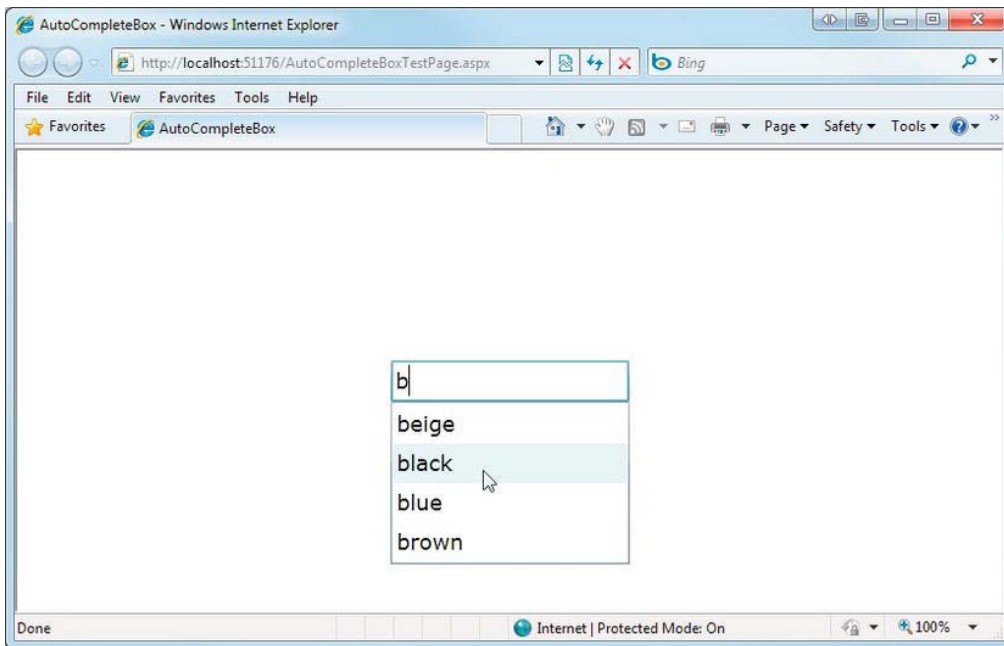 AutoCompleteBox - Windows Internet Explorer
http://localhost:51176/AutoCompleteBoxTestPage.aspx
Bing
File Edit View Favorites Tools Help
Favorites AutoCompleteBox Page Safety Tools
b
beige
black
blue
brown
Done Internet | Protected Mode: On 100%